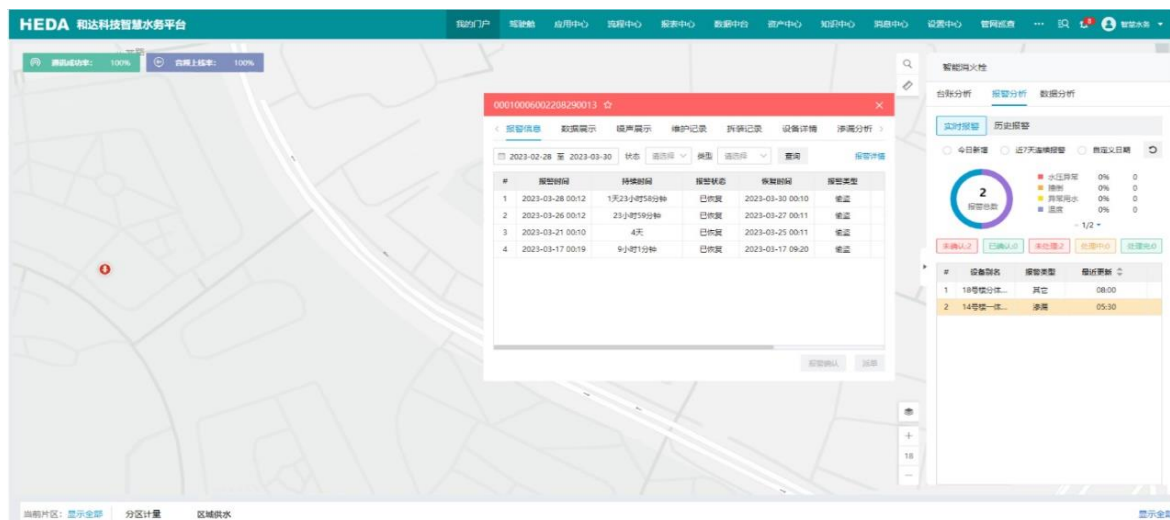 HEDA 和达科技智慧水务平台
我的门户 驾驶舱 应用中心 流程中心 报表中心 数据中台 资产中心 知识中心 消息中心 设置中心 管网巡查 ··· 智慧水务
通讯成功率： 100% 在线上线率： 100%
00010006002208290013
报警信息 数据展示 噪声展示 维护记录 拆装记录 设备详情 渗漏分析
2023-02-28 至 2023-03-30 状态 请选择 类型 请选择 查询 报警详情
# 报警时间 持续时间 报警状态 恢复时间 报警类型
1 2023-03-28 00:12 1天23小时58分钟 已恢复 2023-03-30 00:10 偷盗
2 2023-03-26 00:12 23小时59分钟 已恢复 2023-03-27 00:11 偷盗
3 2023-03-21 00:10 4天 已恢复 2023-03-25 00:11 偷盗
4 2023-03-17 00:19 9小时1分钟 已恢复 2023-03-17 09:20 偷盗
报警确认 派单
智能消火栓
台账分析 报警分析 数据分析
实时报警 历史报警
今日新增 近7天连续报警 自定义日期
2
报警总数
水压异常 0% 0
撞倒 0% 0
异常用水 0% 0
温度 0% 0
1/2
未确认:2 已确认:0 未处理:2 处理中:0 处理完:0
# 设备别名 报警类型 最近更新
1 18号楼分体... 其它 08:00
2 14号楼一体... 渗漏 05:30
18
当前片区： 显示全部 分区计量 区域供水 显示全部